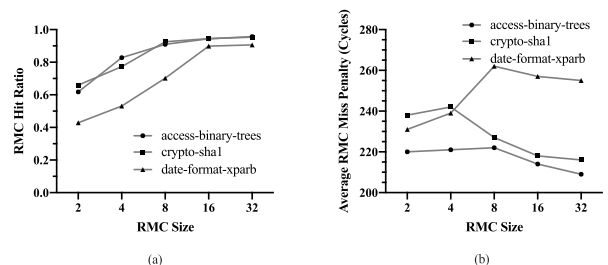 1.0
0.8
0.6
0.4
0.2
0.0
RMC Hit Ratio
access-binary-trees
crypto-sha1
date-format-xparb
2 4 8 16 32
RMC Size
(a)
280
260
240
220
200
Average RMC Miss Penalty (Cycles)
access-binary-trees
crypto-sha1
date-format-xparb
2 4 8 16 32
RMC Size
(b)